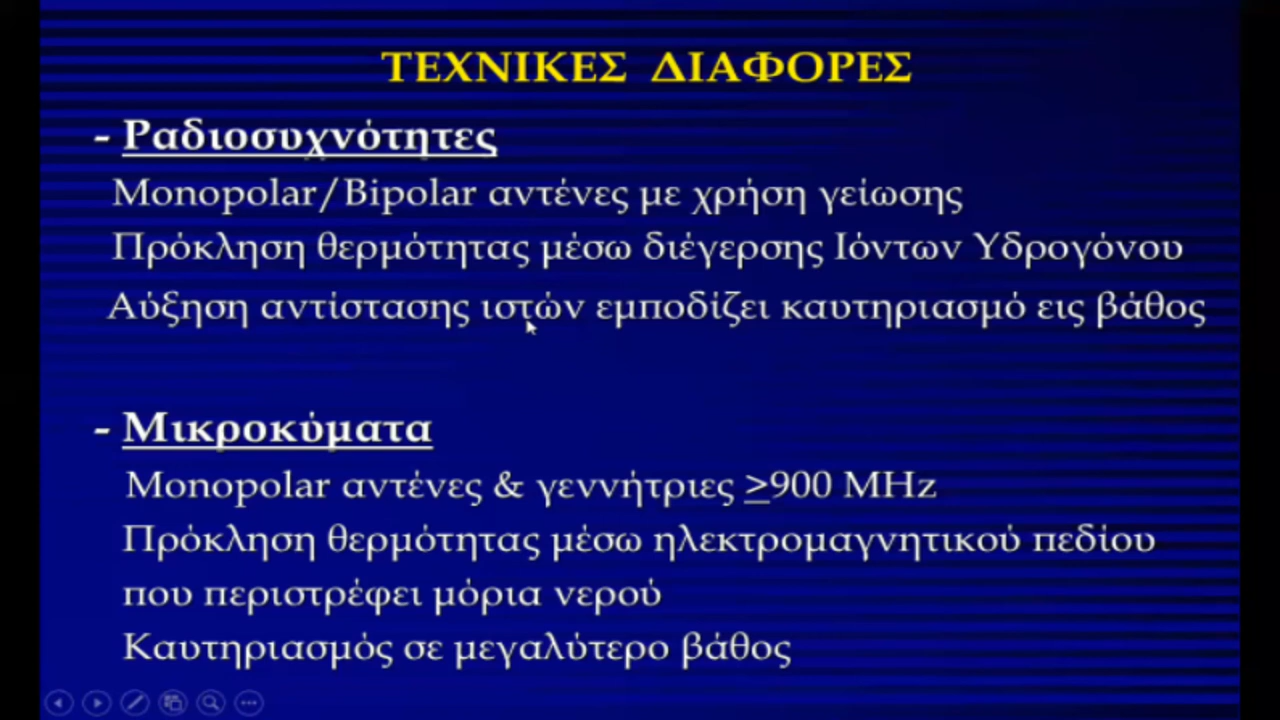 ΤΕΧΝΙΚΕΣ ΔΙΑΦΟΡΕΣ
- Ραδιοσυχνότητες
Monopolar/Bipolar αντένες με χρήση γείωσης
Πρόκληση θερμότητας μέσω διέγερσης Ιόντων Υδρογόνου
Αύξηση αντίστασης ιστών εμποδίζει καυτηριασμό εις βάθος
- Μικροκύματα
Monopolar αντένες & γεννήτριες ≥900 MHz
Πρόκληση θερμότητας μέσω ηλεκτρομαγνητικού πεδίου
που περιστρέφει μόρια νερού
Καυτηριασμός σε μεγαλύτερο βάθος